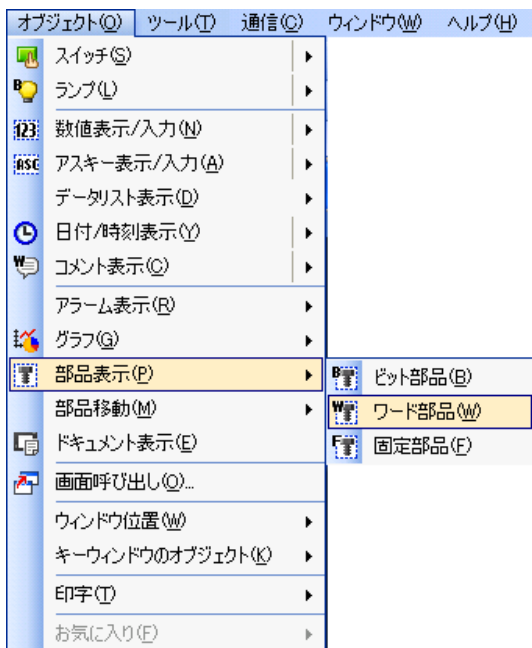 オブジェクト(O) ツール(T) 通信(C) ウィンドウ(W) ヘルプ(H)
スイッチ(S)
ランプ(L)
123 数値表示/入力(N)
ASC アスキー表示/入力(A)
データリスト表示(D)
日付/時刻表示(Y)
コメント表示(C)
アラーム表示(R)
グラフ(G)
部品表示(P)
部品移動(M)
ドキュメント表示(E)
画面呼び出し(O)...
ウィンドウ位置(W)
キーウィンドウのオブジェクト(K)
印字(T)
お気に入り(F)
B ビット部品(B)
W ワード部品(W)
F 固定部品(F)